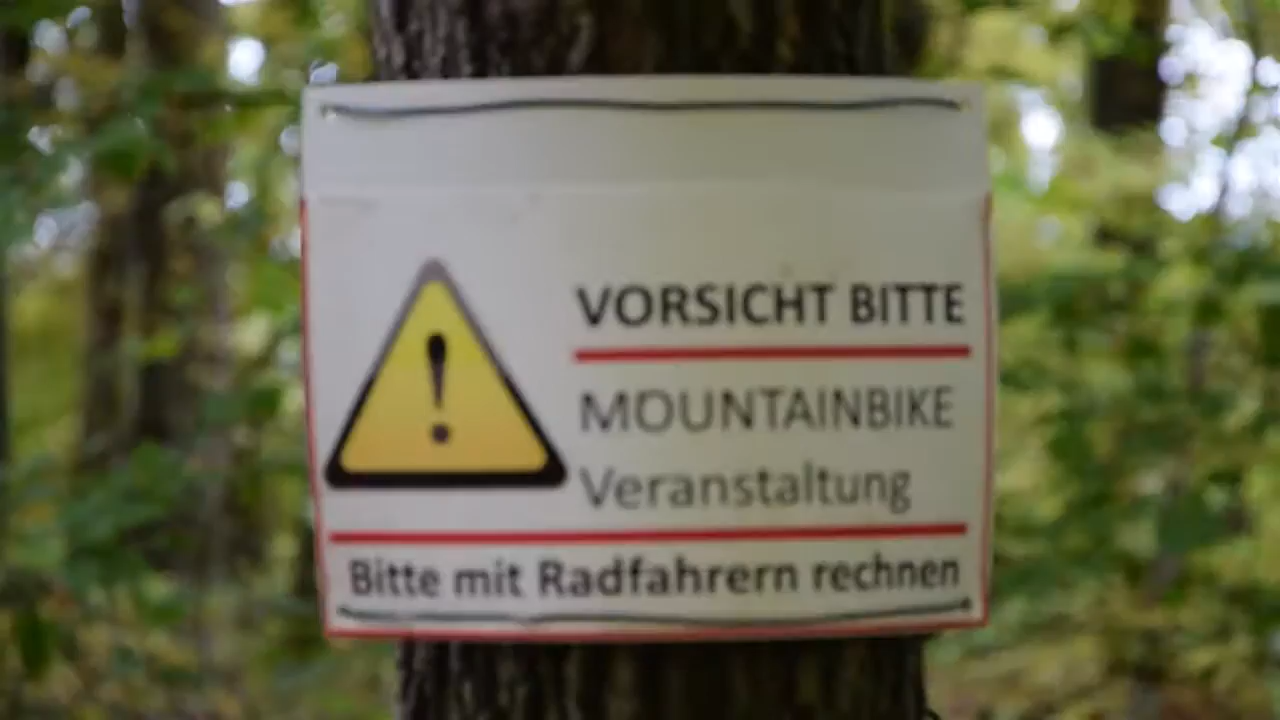 VORSICHT BITTE
MOUNTAINBIKE
Veranstaltung
Bitte mit Radfahrern rechnen